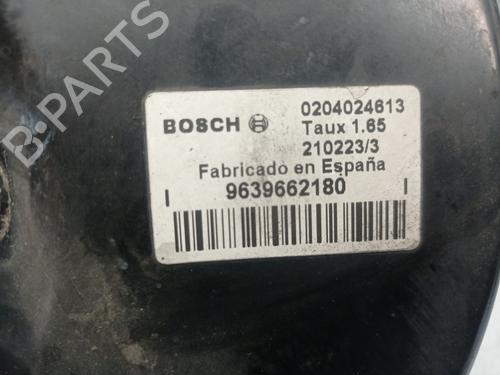 B-PARTS
BOSCH 0204024613
Taux 1.65
210223/3
Fabricado en España
9639662180